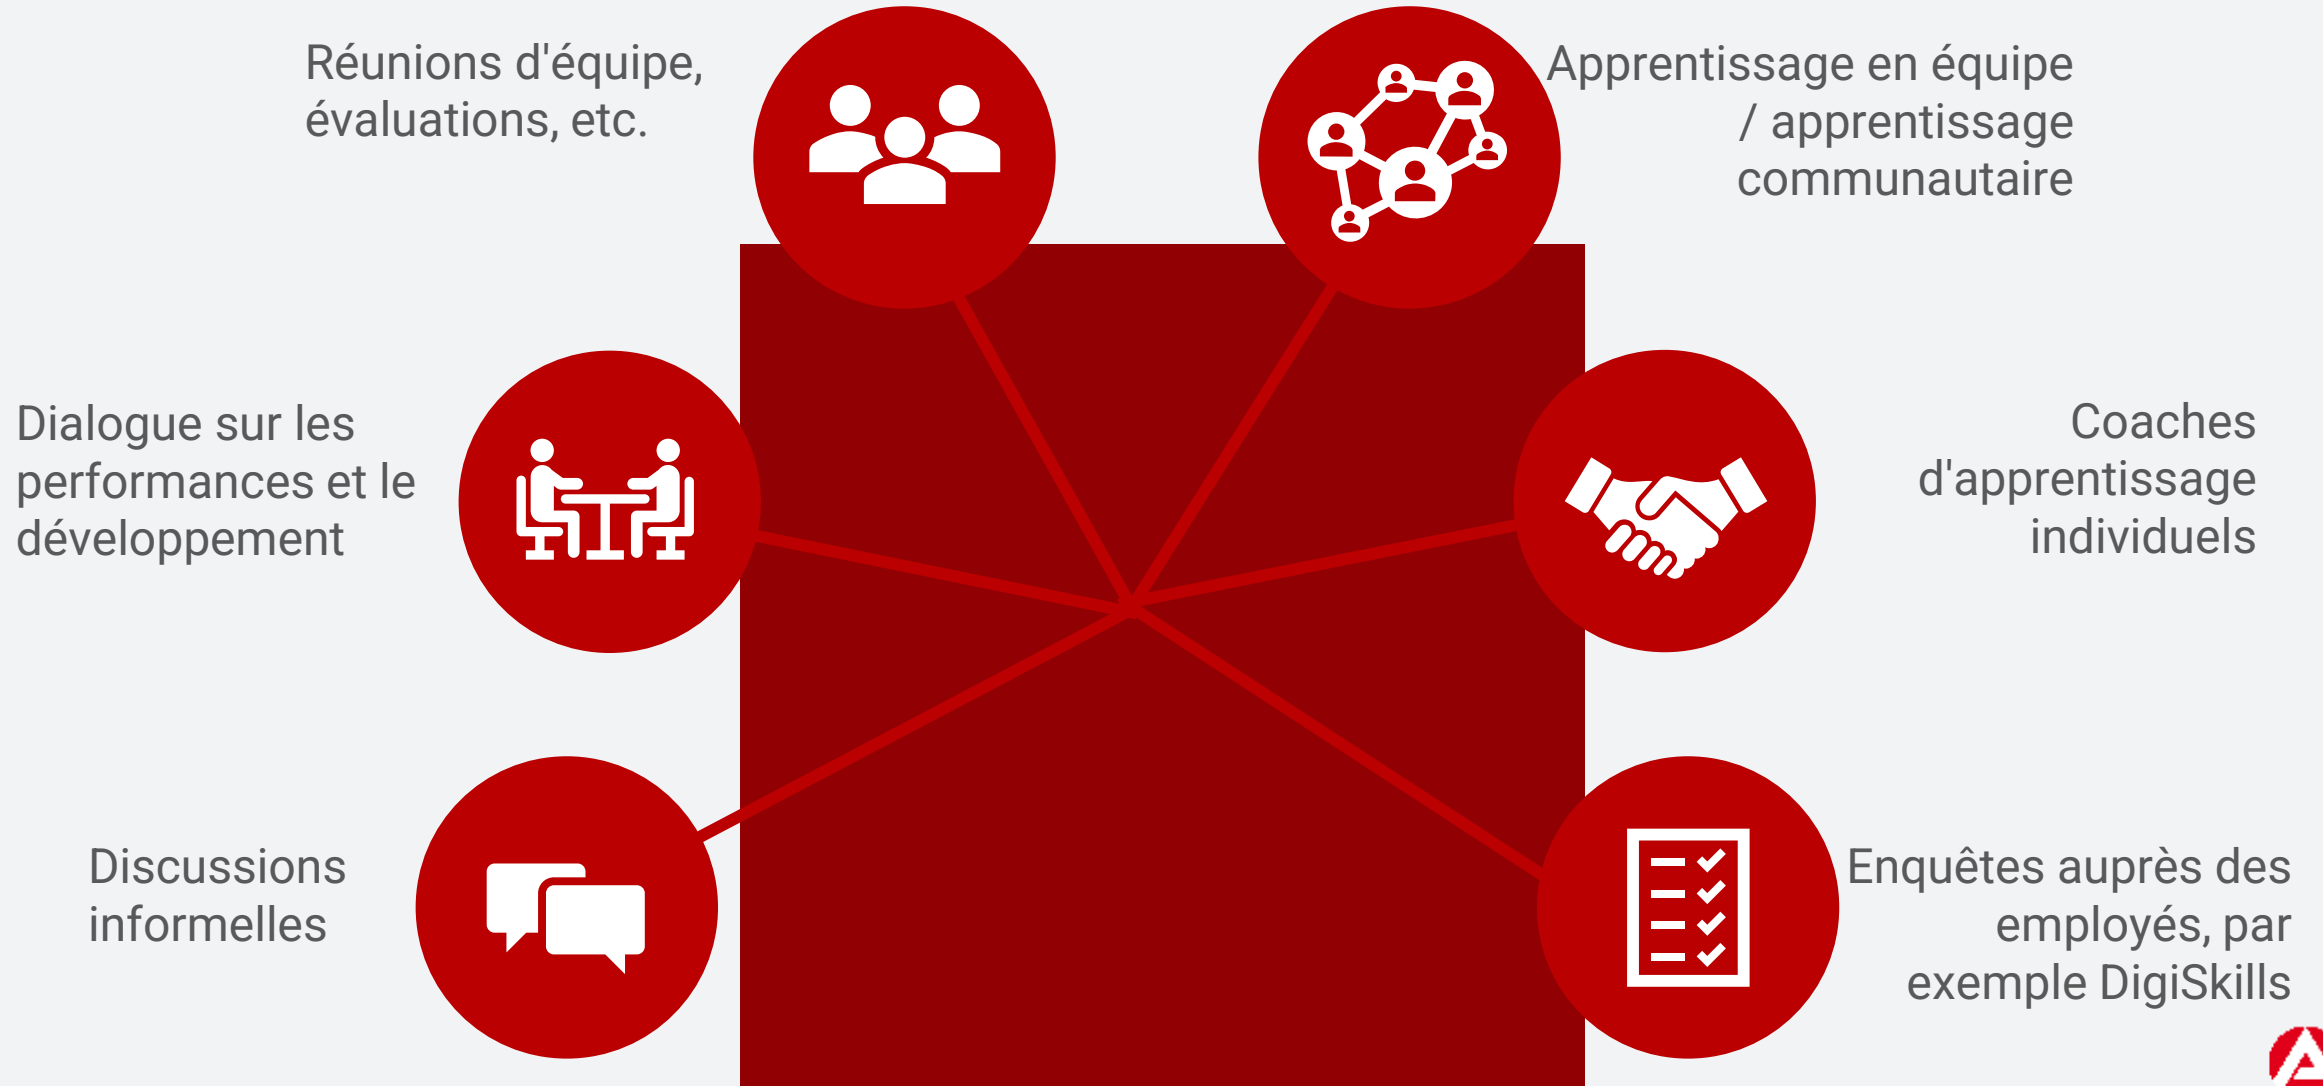 Réunions d'équipe,
évaluations, etc.
Apprentissage en équipe
/ apprentissage
communautaire
Dialogue sur les
performances et le
développement
Coaches
d'apprentissage
individuels
Discussions
informelles
Enquêtes auprès des
employés, par
exemple DigiSkills